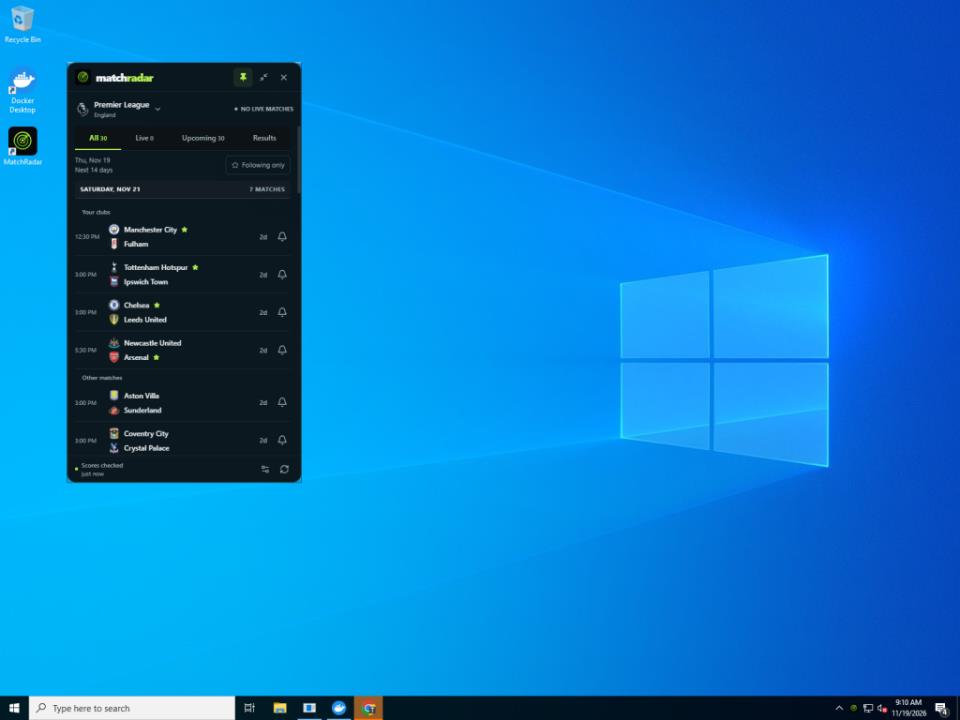 Recycle Bin
Docker
Desktop
MatchRadar
matchradar
Premier League
England
NO LIVE MATCHES
All 30
Live 0
Upcoming 30
Results
Thu, Nov 19
Next 14 days
Following only
SATURDAY, NOV 21
7 MATCHES
Your clubs
12:30 PM
Manchester City
Fulham
2d
3:00 PM
Tottenham Hotspur
Ipswich Town
2d
3:00 PM
Chelsea
Leeds United
2d
5:30 PM
Newcastle United
Arsenal
2d
Other matches
3:00 PM
Aston Villa
Sunderland
2d
3:00 PM
Coventry City
Crystal Palace
2d
Scores checked
just now
Type here to search
9:10 AM
11/19/2026
4